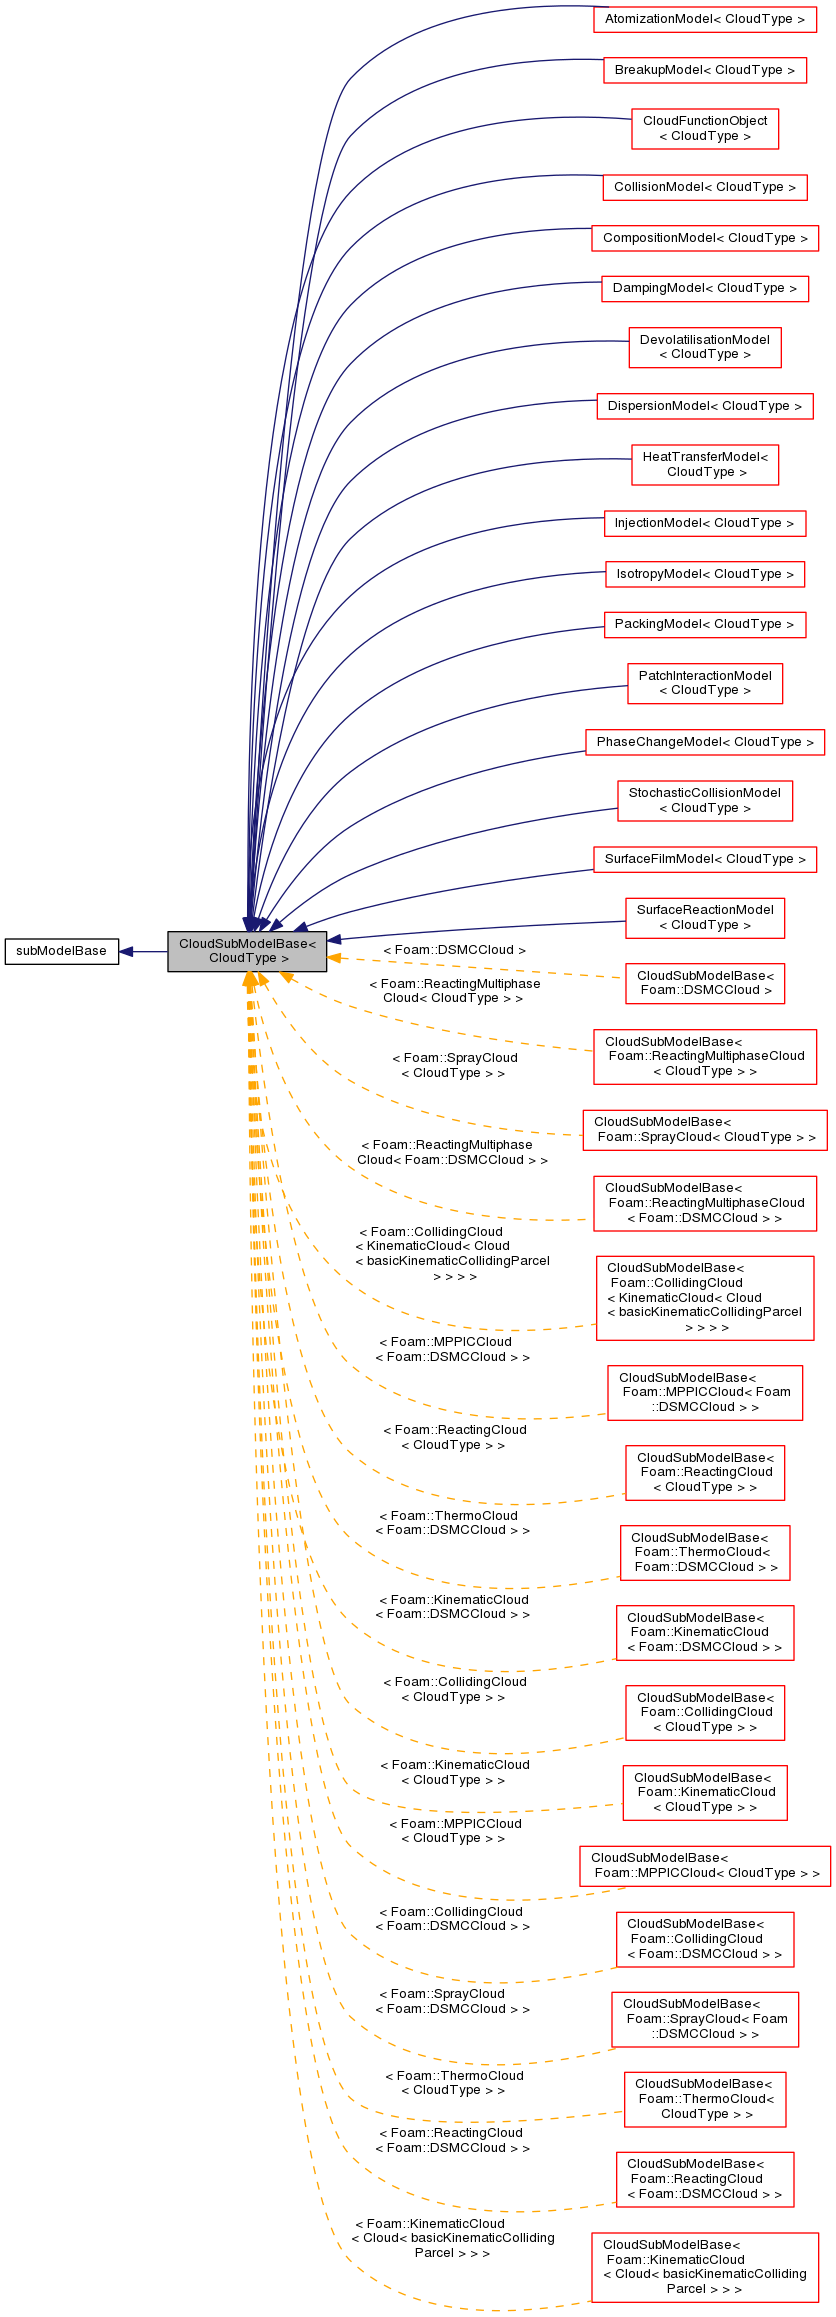 AtomizationModel< CloudType >
BreakupModel< CloudType >
CloudFunctionObject
< CloudType >
CollisionModel< CloudType >
CompositionModel< CloudType >
DampingModel< CloudType >
DevolatilisationModel
< CloudType >
DispersionModel< CloudType >
HeatTransferModel<
CloudType >
InjectionModel< CloudType >
IsotropyModel< CloudType >
PackingModel< CloudType >
PatchInteractionModel
< CloudType >
PhaseChangeModel< CloudType >
StochasticCollisionModel
< CloudType >
SurfaceFilmModel< CloudType >
SurfaceReactionModel
< CloudType >
subModelBase
CloudSubModelBase<
CloudType >
< Foam::DSMCCloud >
CloudSubModelBase<
Foam::DSMCCloud >
< Foam::ReactingMultiphase
Cloud< CloudType > >
CloudSubModelBase<
Foam::ReactingMultiphaseCloud
< CloudType > >
< Foam::SprayCloud
< CloudType > >
CloudSubModelBase<
Foam::SprayCloud< CloudType > >
< Foam::ReactingMultiphase
Cloud< Foam::DSMCCloud > >
CloudSubModelBase<
Foam::ReactingMultiphaseCloud
< Foam::DSMCCloud > >
< Foam::CollidingCloud
< KinematicCloud< Cloud
< basicKinematicCollidingParcel
> > > >
CloudSubModelBase<
Foam::CollidingCloud
< KinematicCloud< Cloud
< basicKinematicCollidingParcel
> > > >
< Foam::MPPICCloud
< Foam::DSMCCloud > >
CloudSubModelBase<
Foam::MPPICCloud< Foam
::DSMCCloud > >
< Foam::ReactingCloud
< CloudType > >
CloudSubModelBase<
Foam::ReactingCloud
< CloudType > >
< Foam::ThermoCloud
< Foam::DSMCCloud > >
CloudSubModelBase<
Foam::ThermoCloud<
Foam::DSMCCloud > >
< Foam::KinematicCloud
< Foam::DSMCCloud > >
CloudSubModelBase<
Foam::KinematicCloud
< Foam::DSMCCloud > >
< Foam::CollidingCloud
< CloudType > >
CloudSubModelBase<
Foam::CollidingCloud
< CloudType > >
< Foam::KinematicCloud
< CloudType > >
CloudSubModelBase<
Foam::KinematicCloud
< CloudType > >
< Foam::MPPICCloud
< CloudType > >
CloudSubModelBase<
Foam::MPPICCloud< CloudType > >
< Foam::CollidingCloud
< Foam::DSMCCloud > >
CloudSubModelBase<
Foam::CollidingCloud
< Foam::DSMCCloud > >
< Foam::SprayCloud
< Foam::DSMCCloud > >
CloudSubModelBase<
Foam::SprayCloud< Foam
::DSMCCloud > >
< Foam::ThermoCloud
< CloudType > >
CloudSubModelBase<
Foam::ThermoCloud<
CloudType > >
< Foam::ReactingCloud
< Foam::DSMCCloud > >
CloudSubModelBase<
Foam::ReactingCloud
< Foam::DSMCCloud > >
< Foam::KinematicCloud
< Cloud< basicKinematicColliding
Parcel > > >
CloudSubModelBase<
Foam::KinematicCloud
< Cloud< basicKinematicColliding
Parcel > > >